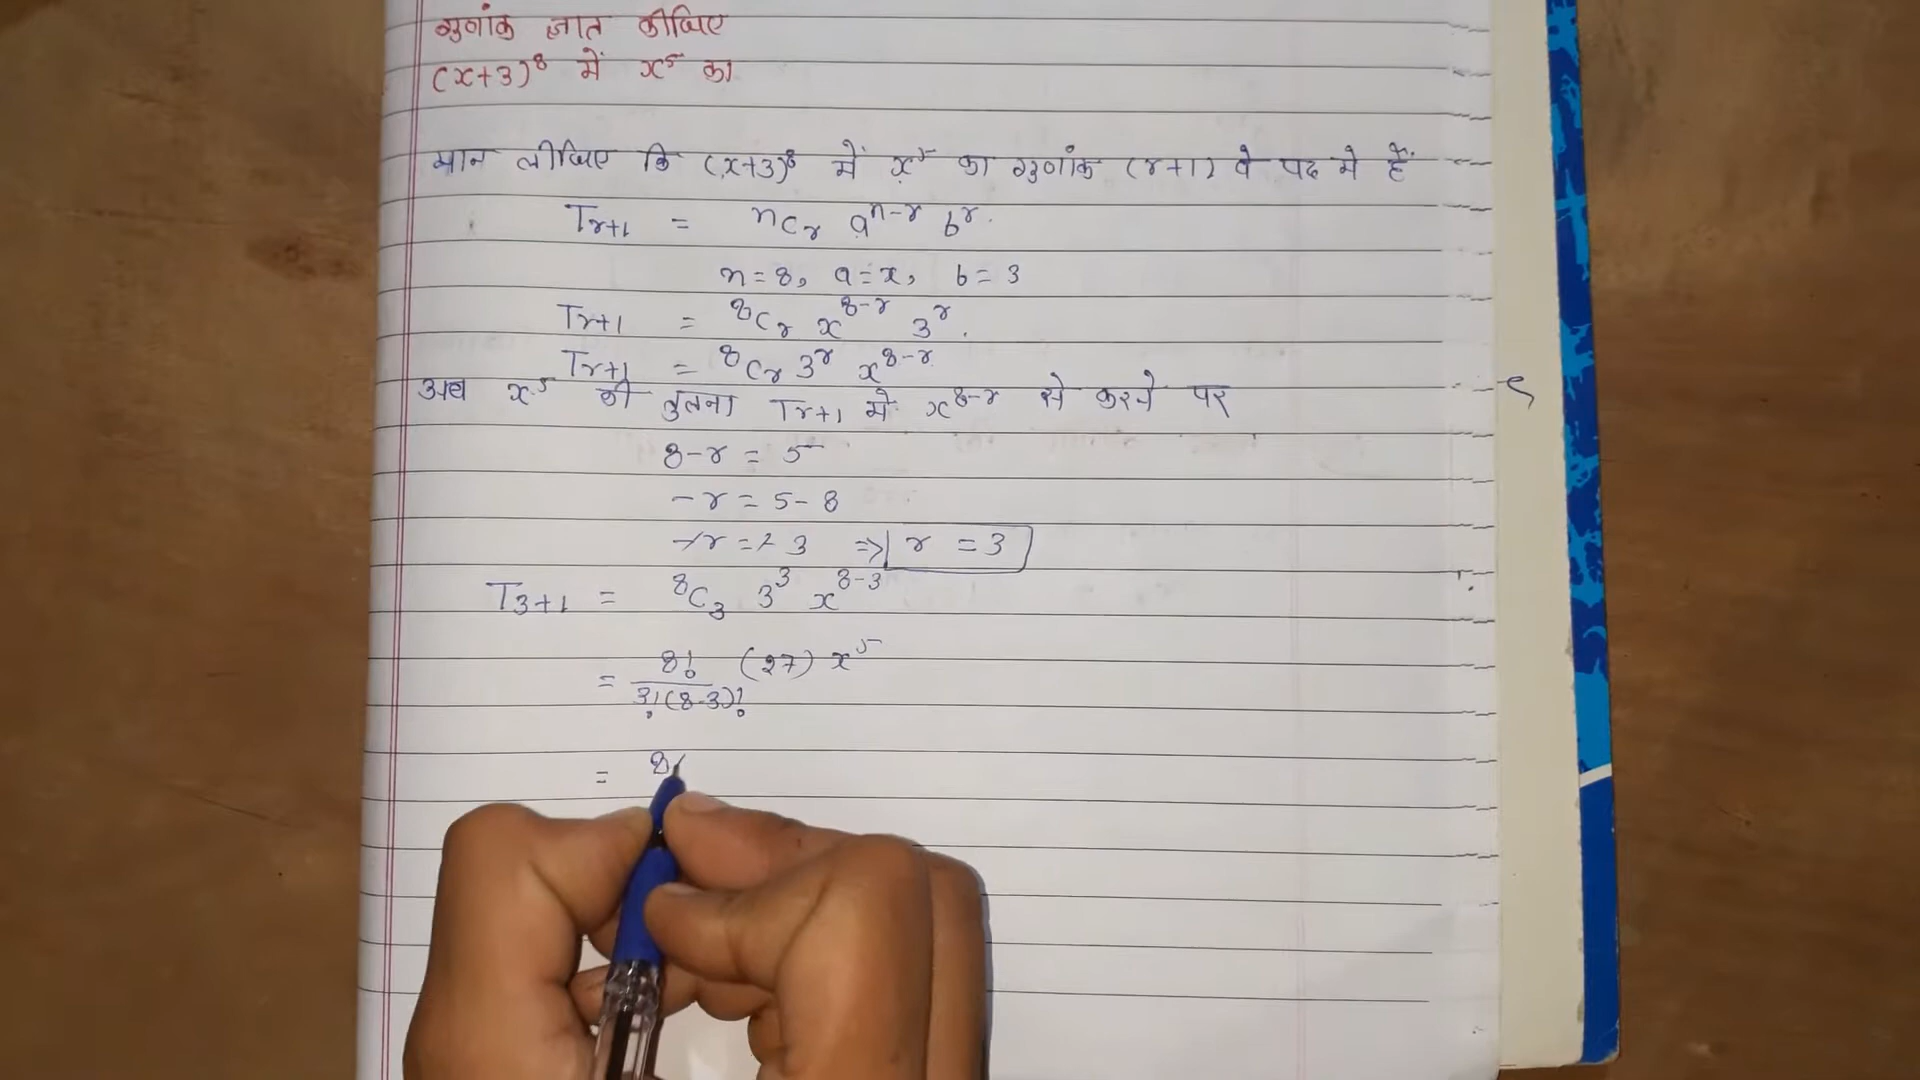 गुणांक ज्ञात कीजिए
(x+3)⁸ में x⁵ का
मान लीजिए कि (x+3)⁸ में x⁵ का गुणांक (r+1) वे पद मे हैं.
Tr+1 = nCr aⁿ⁻ʳ bʳ.
n=8, a=x, b=3
Tr+1 = ⁸Cr x⁸⁻ʳ 3ʳ.
Tr+1 = ⁸Cr 3ʳ x⁸⁻ʳ
अब x⁵ की तुलना Tr+1 मे x⁸⁻ʳ से करने पर
8-r = 5
-r = 5-8
-r = -3 ⇒ r = 3
T3+1 = ⁸C3 3³ x⁸⁻³
= 8!/3!(8-3)! (27) x⁵
= 8